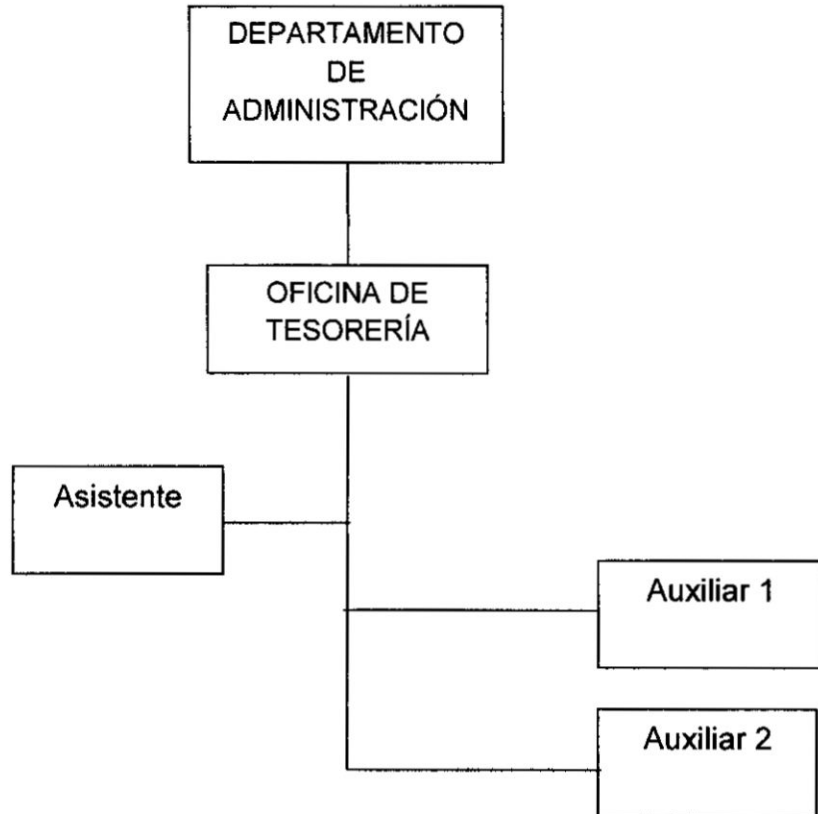 DEPARTAMENTO
DE
ADMINISTRACIÓN
OFICINA DE
TESORERÍA
Asistente
Auxiliar 1
Auxiliar 2